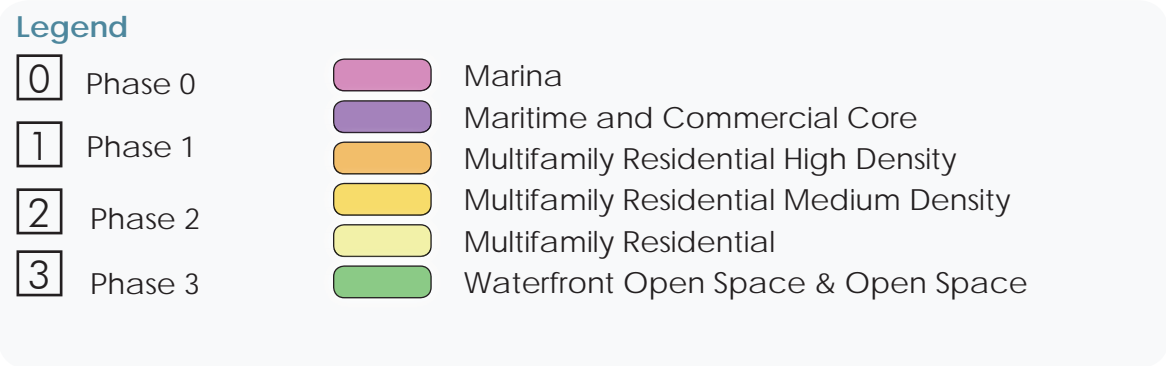 Legend
0 Phase 0
1 Phase 1
2 Phase 2
3 Phase 3
Marina
Maritime and Commercial Core
Multifamily Residential High Density
Multifamily Residential Medium Density
Multifamily Residential
Waterfront Open Space & Open Space